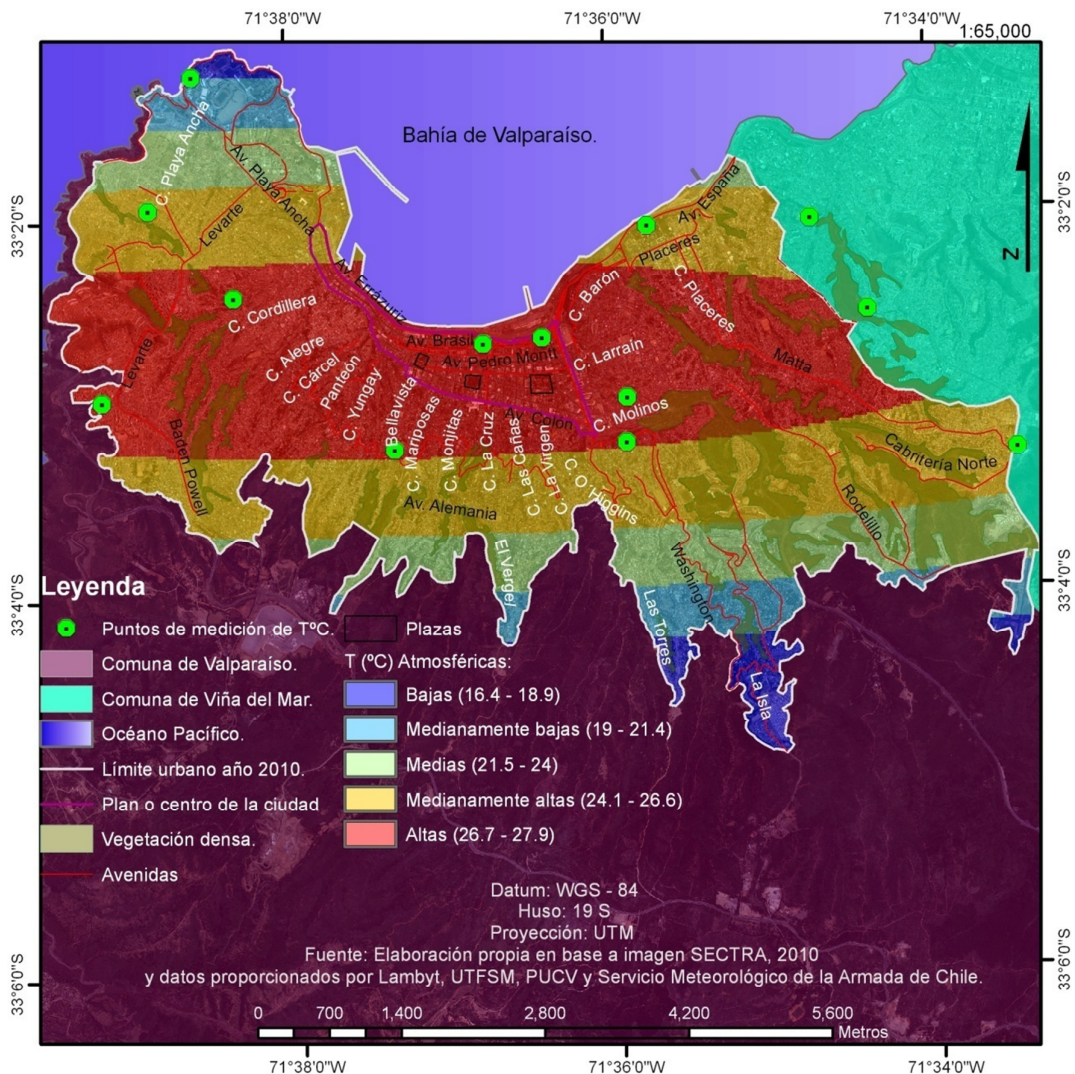 71°38'0"W
71°36'0"W
71°34'0"W
1:65,000
Bahía de Valparaíso.
C. Playa Ancha
Av. Playa Ancha
Levarte
Av. España
Placeres
33°2'0"S
33°2'0"S
N
Av. Errázuriz
C. Barón
C. Placeres
C. Cordillera
Av. Brasil
Av. Pedro Montt
C. Alegre
C. Cárcel
Panteón
C. Yungay
Bellavista
C. Larraín
Matta
Levarte
C. Mariposas
C. Monjitas
C. La Cruz
C. Las Cañas
C. La Virgen
Av. Colón
C. Molinos
C. O'Higgins
Baden Powell
Cabritería Norte
Rodelillo
Av. Alemania
El Vergel
Washington
Las Torres
La Isla
33°4'0"S
33°4'0"S
Leyenda
Puntos de medición de TºC.
Comuna de Valparaíso.
Comuna de Viña del Mar.
Océano Pacífico.
Límite urbano año 2010.
Plan o centro de la ciudad
Vegetación densa.
Avenidas
Plazas
T (ºC) Atmosféricas:
Bajas (16.4 - 18.9)
Medianamente bajas (19 - 21.4)
Medias (21.5 - 24)
Medianamente altas (24.1 - 26.6)
Altas (26.7 - 27.9)
Datum: WGS - 84
Huso: 19 S
Proyección: UTM
Fuente: Elaboración propia en base a imagen SECTRA, 2010
y datos proporcionados por Lambyt, UTFSM, PUCV y Servicio Meteorológico de la Armada de Chile.
33°6'0"S
33°6'0"S
0 700 1,400 2,800 4,200 5,600
Metros
71°38'0"W
71°36'0"W
71°34'0"W